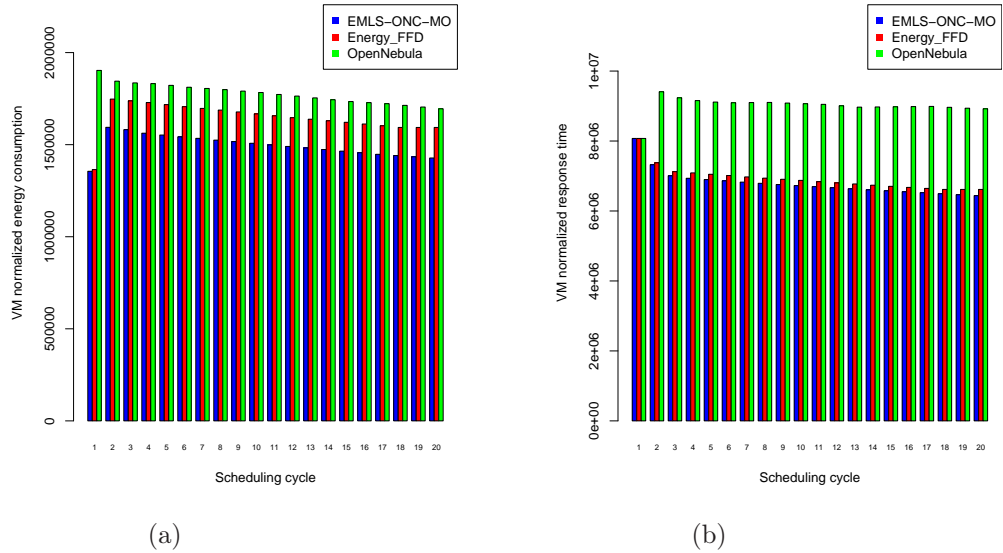 EMLS−ONC−MO
Energy_FFD
OpenNebula
VM normalized energy consumption
0
500000
1000000
1500000
2000000
1 2 3 4 5 6 7 8 9 10 11 12 13 14 15 16 17 18 19 20
Scheduling cycle
(a)
EMLS−ONC−MO
Energy_FFD
OpenNebula
VM normalized response time
0e+00
2e+06
4e+06
6e+06
8e+06
1e+07
1 2 3 4 5 6 7 8 9 10 11 12 13 14 15 16 17 18 19 20
Scheduling cycle
(b)